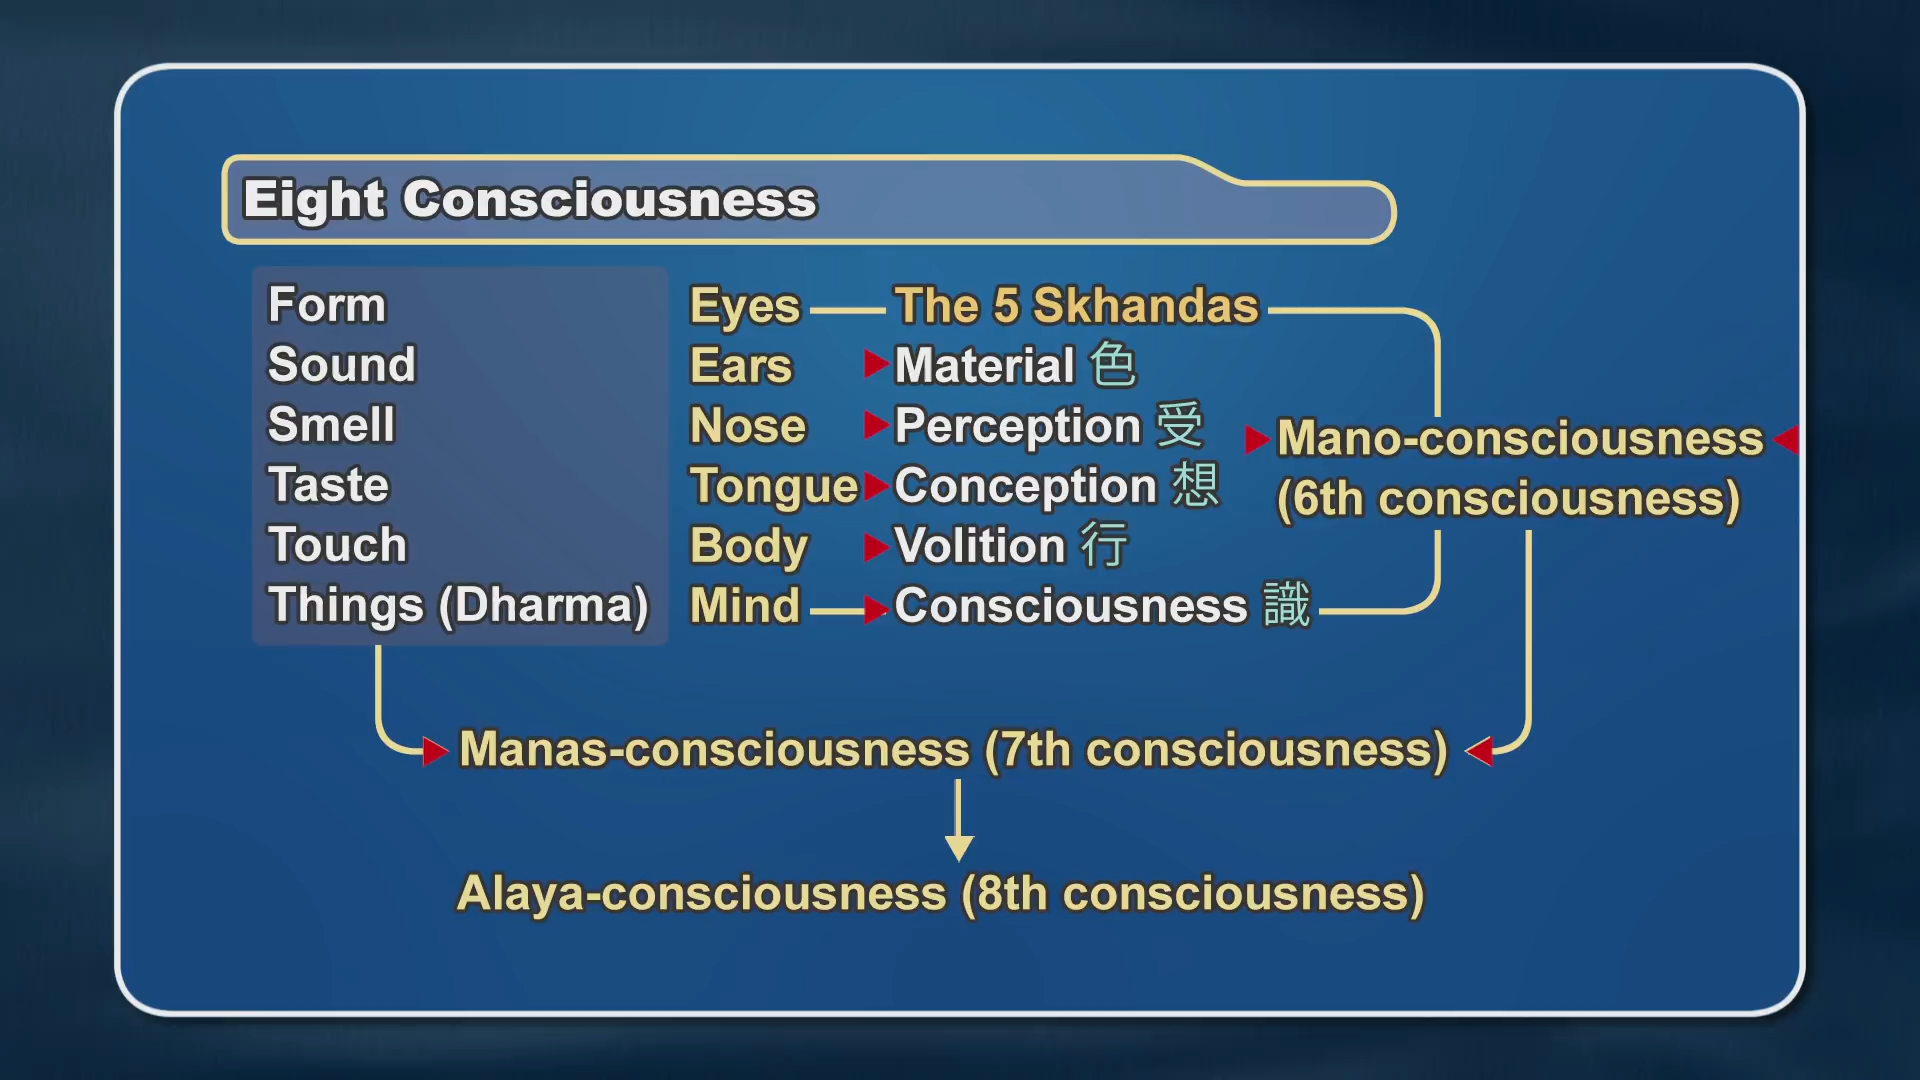 Eight Consciousness
Form Eyes The 5 Skhandas
Sound Ears Material 色
Smell Nose Perception 受
Taste Tongue Conception 想
Touch Body Volition 行
Things (Dharma) Mind Consciousness 識
Mano-consciousness
(6th consciousness)
Manas-consciousness (7th consciousness)
Alaya-consciousness (8th consciousness)